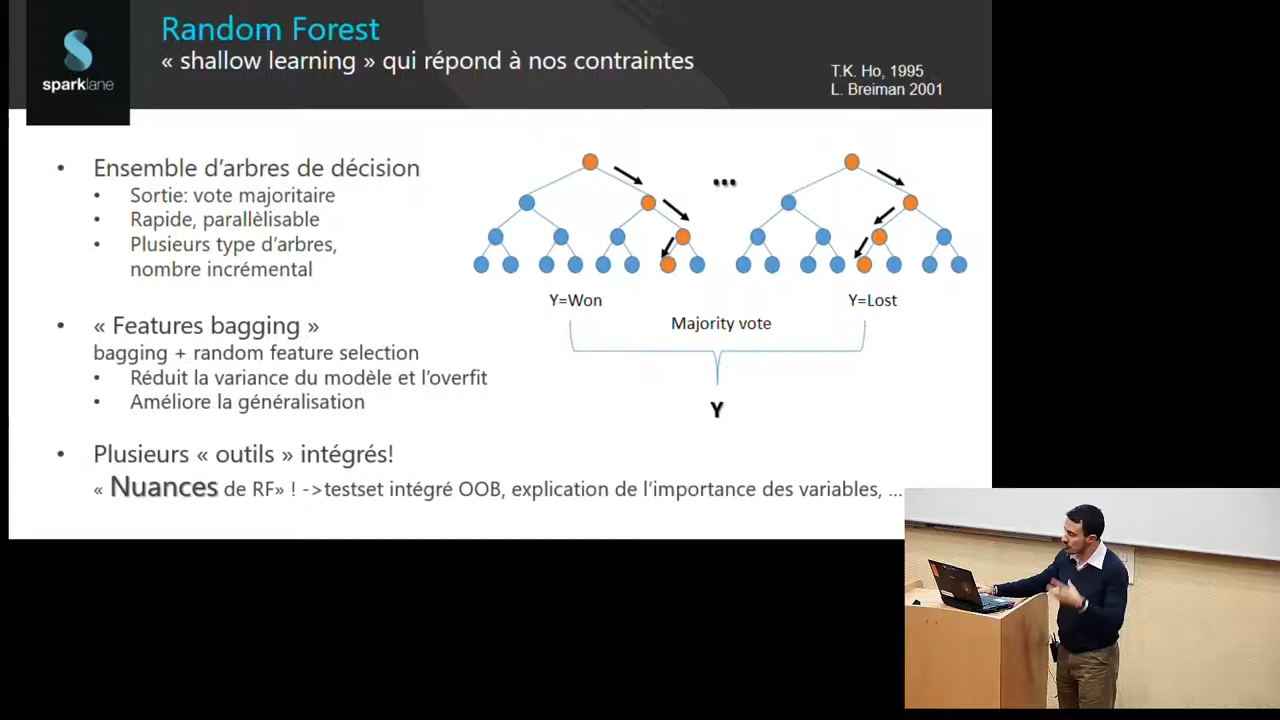 sparklane
Random Forest
« shallow learning » qui répond à nos contraintes
T.K. Ho, 1995
L. Breiman 2001
• Ensemble d’arbres de décision
• Sortie: vote majoritaire
• Rapide, parallèlisable
• Plusieurs type d’arbres,
nombre incrémental
...
Y=Won
Y=Lost
Majority vote
Y
• « Features bagging »
bagging + random feature selection
• Réduit la variance du modèle et l’overfit
• Améliore la généralisation
• Plusieurs « outils » intégrés!
« Nuances de RF» ! ->testset intégré OOB, explication de l’importance des variables, ...